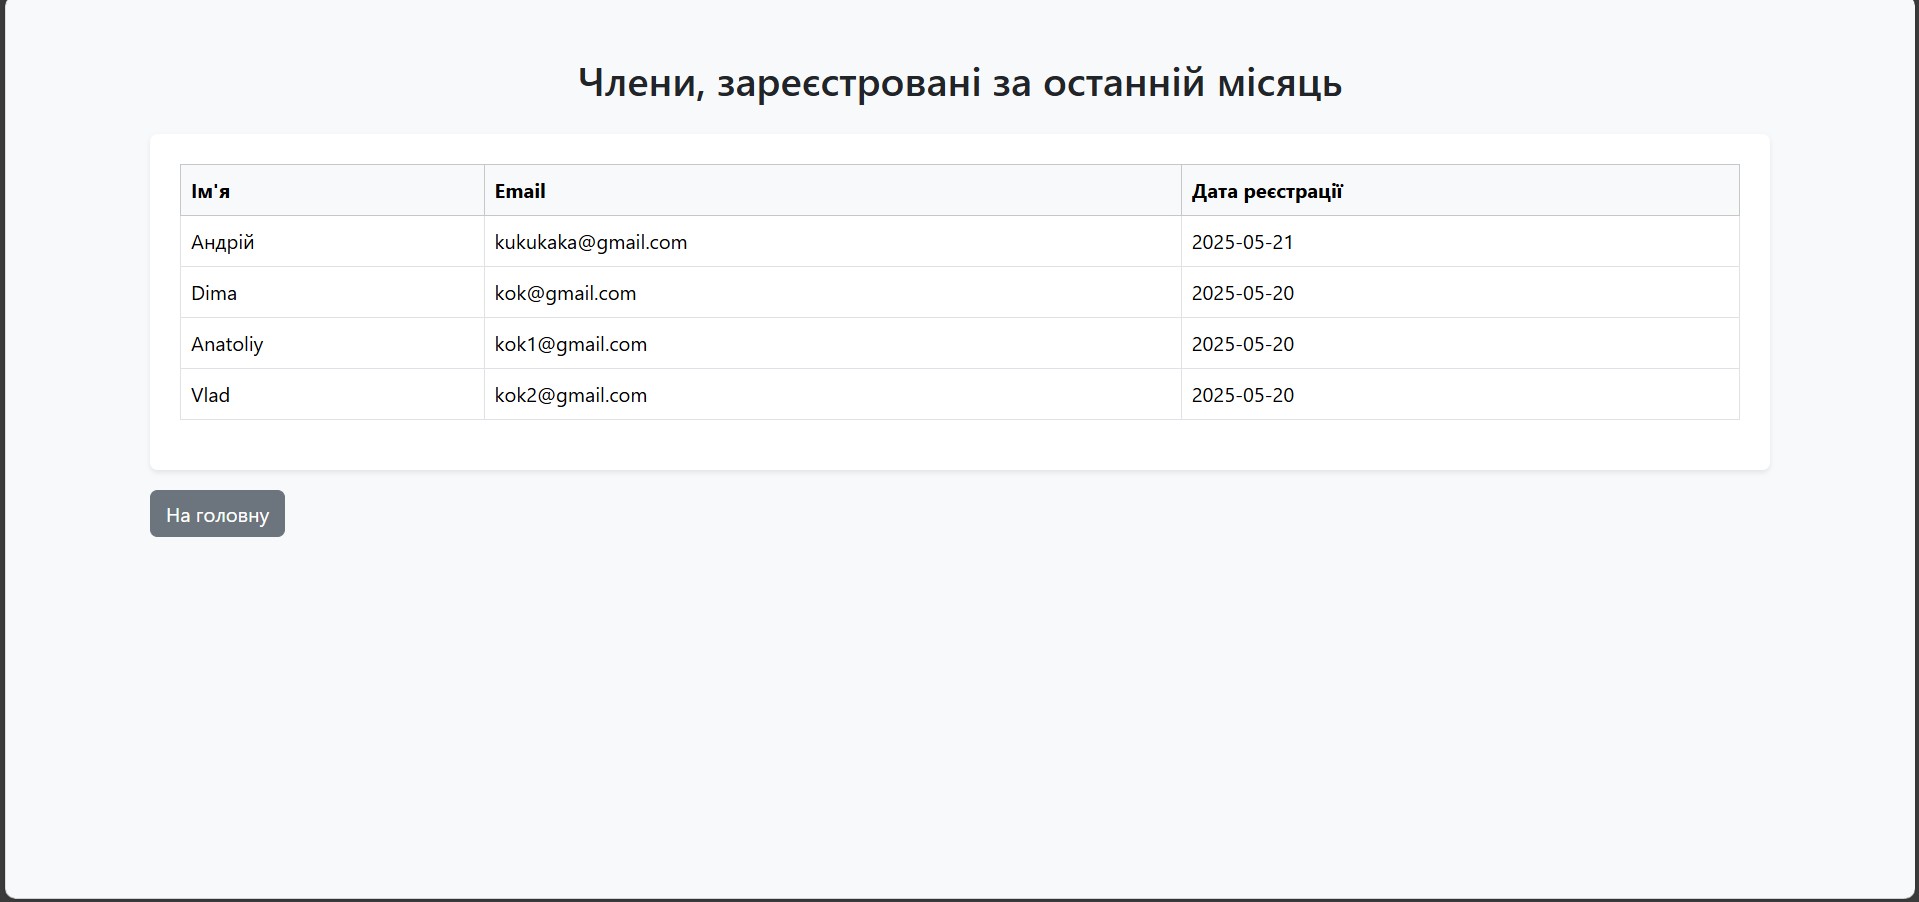 Члени, зареєстровані за останній місяць
Ім'я Email Дата реєстрації
Андрій kukukaka@gmail.com 2025-05-21
Dima kok@gmail.com 2025-05-20
Anatoliy kok1@gmail.com 2025-05-20
Vlad kok2@gmail.com 2025-05-20
На головну